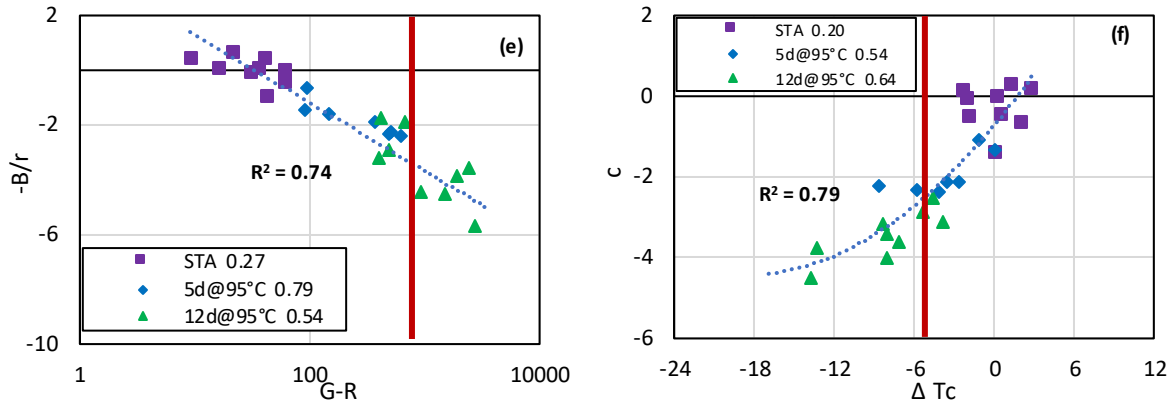 2
(e)
-2
-B/r
R² = 0.74
-6
STA 0.27
5d@95°C 0.79
12d@95°C 0.54
-10
1
100
10000
G-R
2
STA 0.20
5d@95°C 0.54
12d@95°C 0.64
(f)
0
c
-2
R² = 0.79
-4
-6
-24
-18
-12
-6
0
6
12
Δ Tc